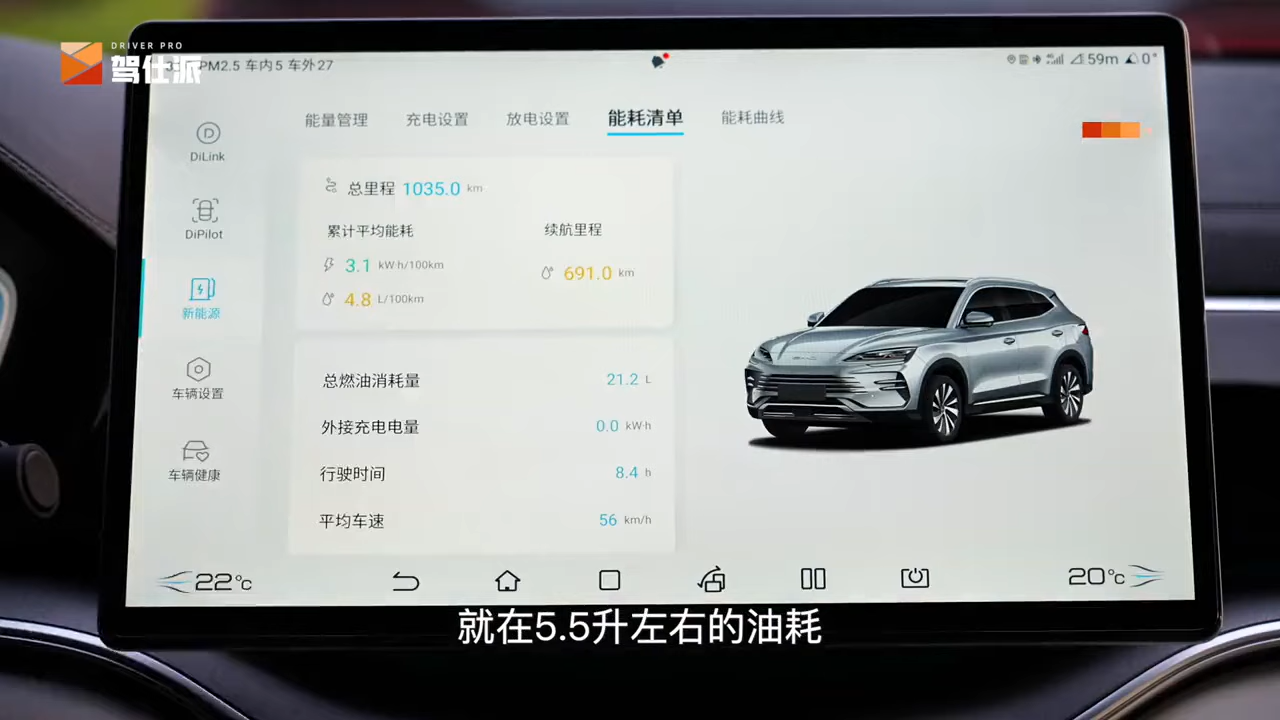 DRIVER PRO
驾仕派
PM2.5 车内5 车外27
59m 0°
能量管理 充电设置 放电设置 能耗清单 能耗曲线
DiLink
DiPilot
新能源
车辆设置
车辆健康
总里程 1035.0 km
累计平均能耗 续航里程
3.1 kW·h/100km
691.0 km
4.8 L/100km
总燃油消耗量 21.2 L
外接充电电量 0.0 kW·h
行驶时间 8.4 h
平均车速 56 km/h
22°C 20°C
就在5.5升左右的油耗